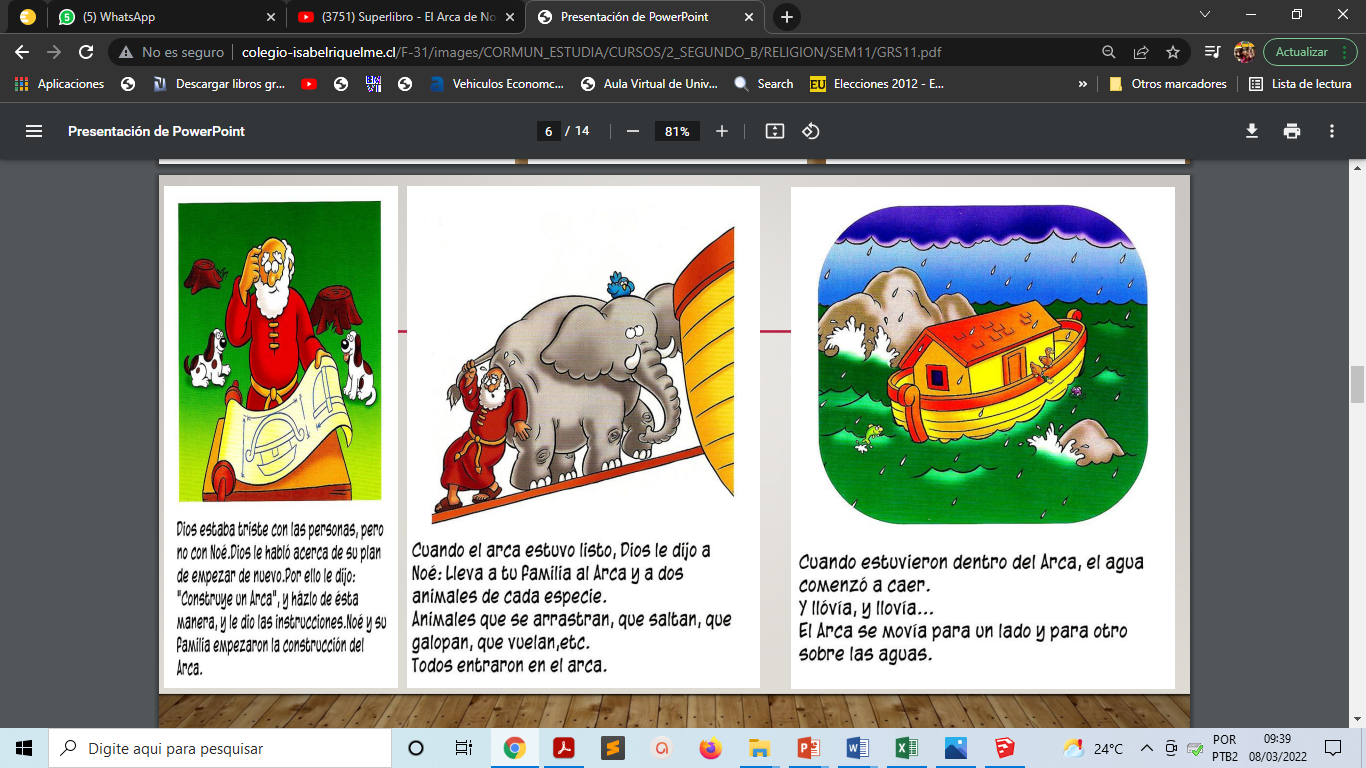 (5) WhatsApp
(3751) Superlibro - El Arca de No
Presentación de PowerPoint
No es seguro
colegio-isabelriquelme.cl/F-31/images/CORMUN_ESTUDIA/CURSOS/2_SEGUNDO_B/RELIGION/SEM11/GRS11.pdf
Actualizar
Aplicaciones
Descargar libros gr...
Vehiculos Economc...
Aula Virtual de Univ...
Search
EU
Elecciones 2012 - E...
»
Otros marcadores
Lista de lectura
Presentación de PowerPoint
6 / 14
81%
Dios estaba triste con las personas, pero
no con Noé.Dios le habló acerca de su plan
de empezar de nuevo.Por ello le dijo:
"Construye un Arca", y házlo de ésta
manera, y le dio las instrucciones.Noé y su
familia empezaron la construcción del
Arca.
Cuando el arca estuvo listo, Dios le dijo a
Noé: Lleva a tu familia al Arca y a dos
animales de cada especie.
Animales que se arrastran, que saltan, que
galopan, que vuelan,etc.
Todos entraron en el arca.
Cuando estuvieron dentro del Arca, el agua
comenzó a caer.
Y llóvía, y llovía...
El Arca se movía para un lado y para otro
sobre las aguas.
Digite aqui para pesquisar
24°C
POR
PTB2
09:39
08/03/2022